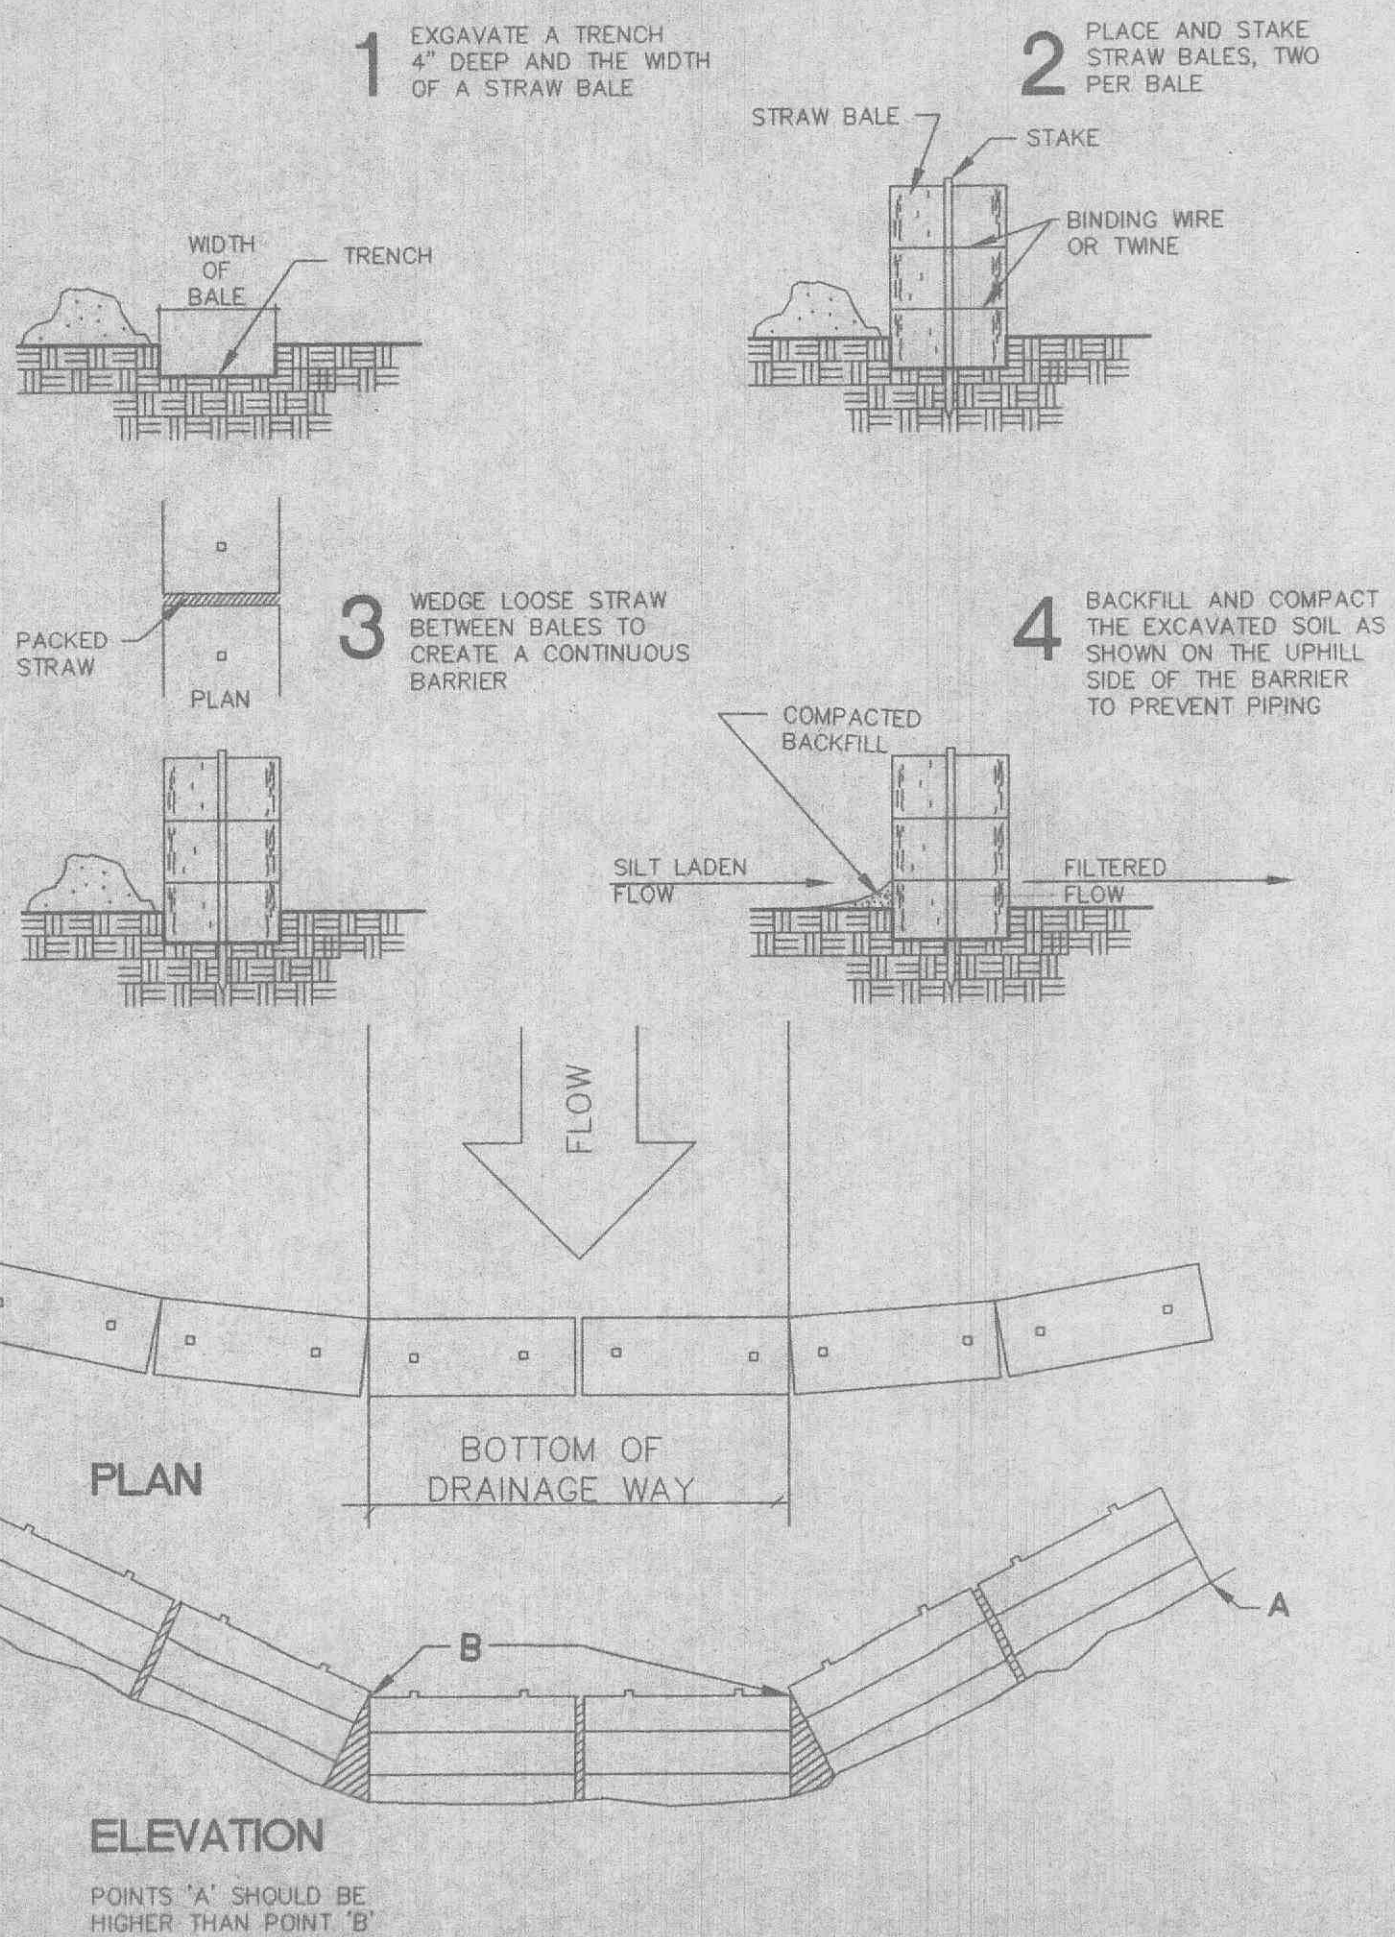 1
EXGAVATE A TRENCH
4" DEEP AND THE WIDTH
OF A STRAW BALE
2
PLACE AND STAKE
STRAW BALES, TWO
PER BALE
WIDTH
OF
BALE
TRENCH
STRAW BALE
STAKE
BINDING WIRE
OR TWINE
PACKED
STRAW
PLAN
3
WEDGE LOOSE STRAW
BETWEEN BALES TO
CREATE A CONTINUOUS
BARRIER
4
BACKFILL AND COMPACT
THE EXCAVATED SOIL AS
SHOWN ON THE UPHILL
SIDE OF THE BARRIER
TO PREVENT PIPING
COMPACTED
BACKFILL
SILT LADEN
FLOW
FILTERED
FLOW
FLOW
BOTTOM OF
DRAINAGE WAY
PLAN
B
A
ELEVATION
POINTS 'A' SHOULD BE
HIGHER THAN POINT 'B'